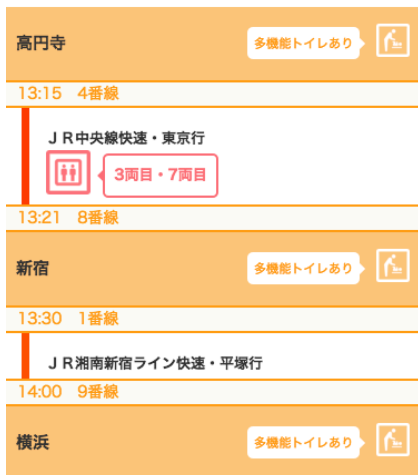 高円寺 多機能トイレあり
13:15 4番線
ＪＲ中央線快速・東京行
3両目・7両目
13:21 8番線
新宿 多機能トイレあり
13:30 1番線
ＪＲ湘南新宿ライン快速・平塚行
14:00 9番線
横浜 多機能トイレあり